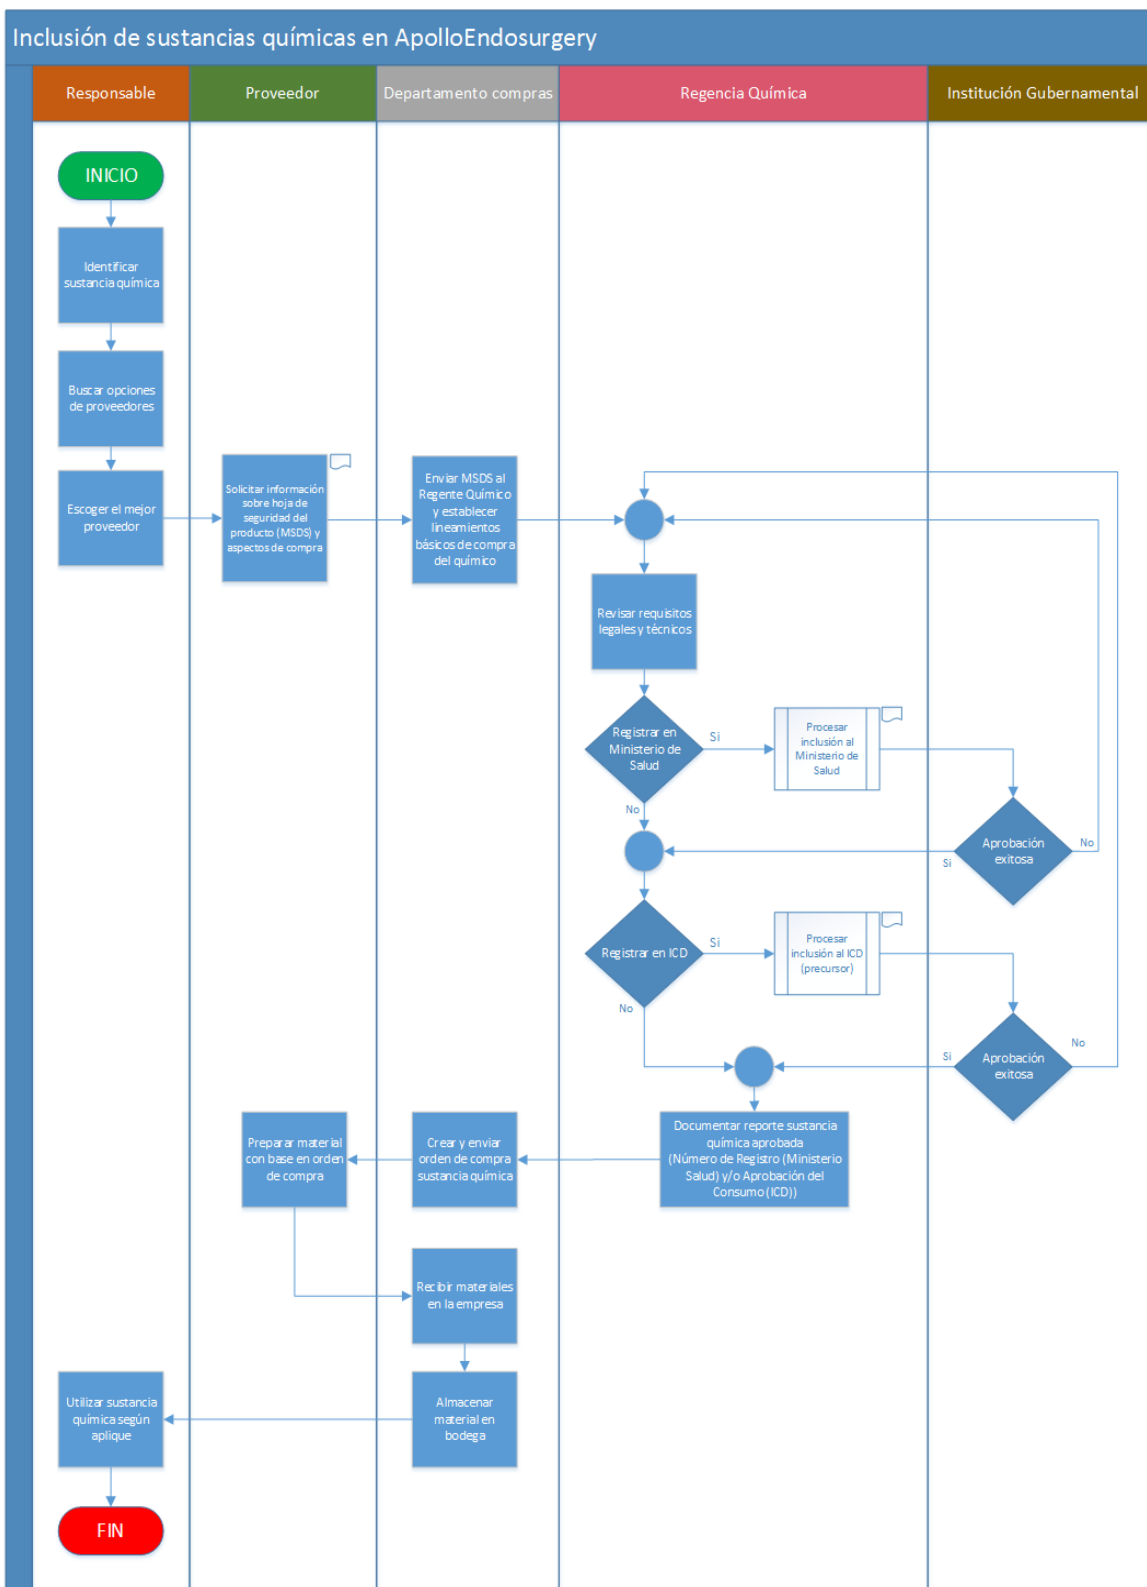 Inclusión de sustancias químicas en ApolloEndosurgery
Responsable
Proveedor
Departamento compras
Regencia Química
Institución Gubernamental
INICIO
Identificar
sustancia química
Buscar opciones
de proveedores
Escoger el mejor
proveedor
Solicitar información
sobre hoja de
seguridad del
producto (MSDS) y
aspectos de compra
Enviar MSDS al
Regente Químico
y establecer
lineamientos
básicos de compra
del químico
Revisar requisitos
legales y técnicos
Registrar en
Ministerio de
Salud
Si
Procesar
inclusión al
Ministerio de
Salud
No
Aprobación
exitosa
No
Si
Registrar en ICD
Si
Procesar
inclusión al ICD
(precursor)
No
Aprobación
exitosa
No
Si
Documentar reporte sustancia
química aprobada
(Número de Registro (Ministerio
Salud) y/o Aprobación del
Consumo (ICD))
Crear y enviar
orden de compra
sustancia química
Preparar material
con base en orden
de compra
Recibir materiales
en la empresa
Almacenar
material en
bodega
Utilizar sustancia
química según
aplique
FIN